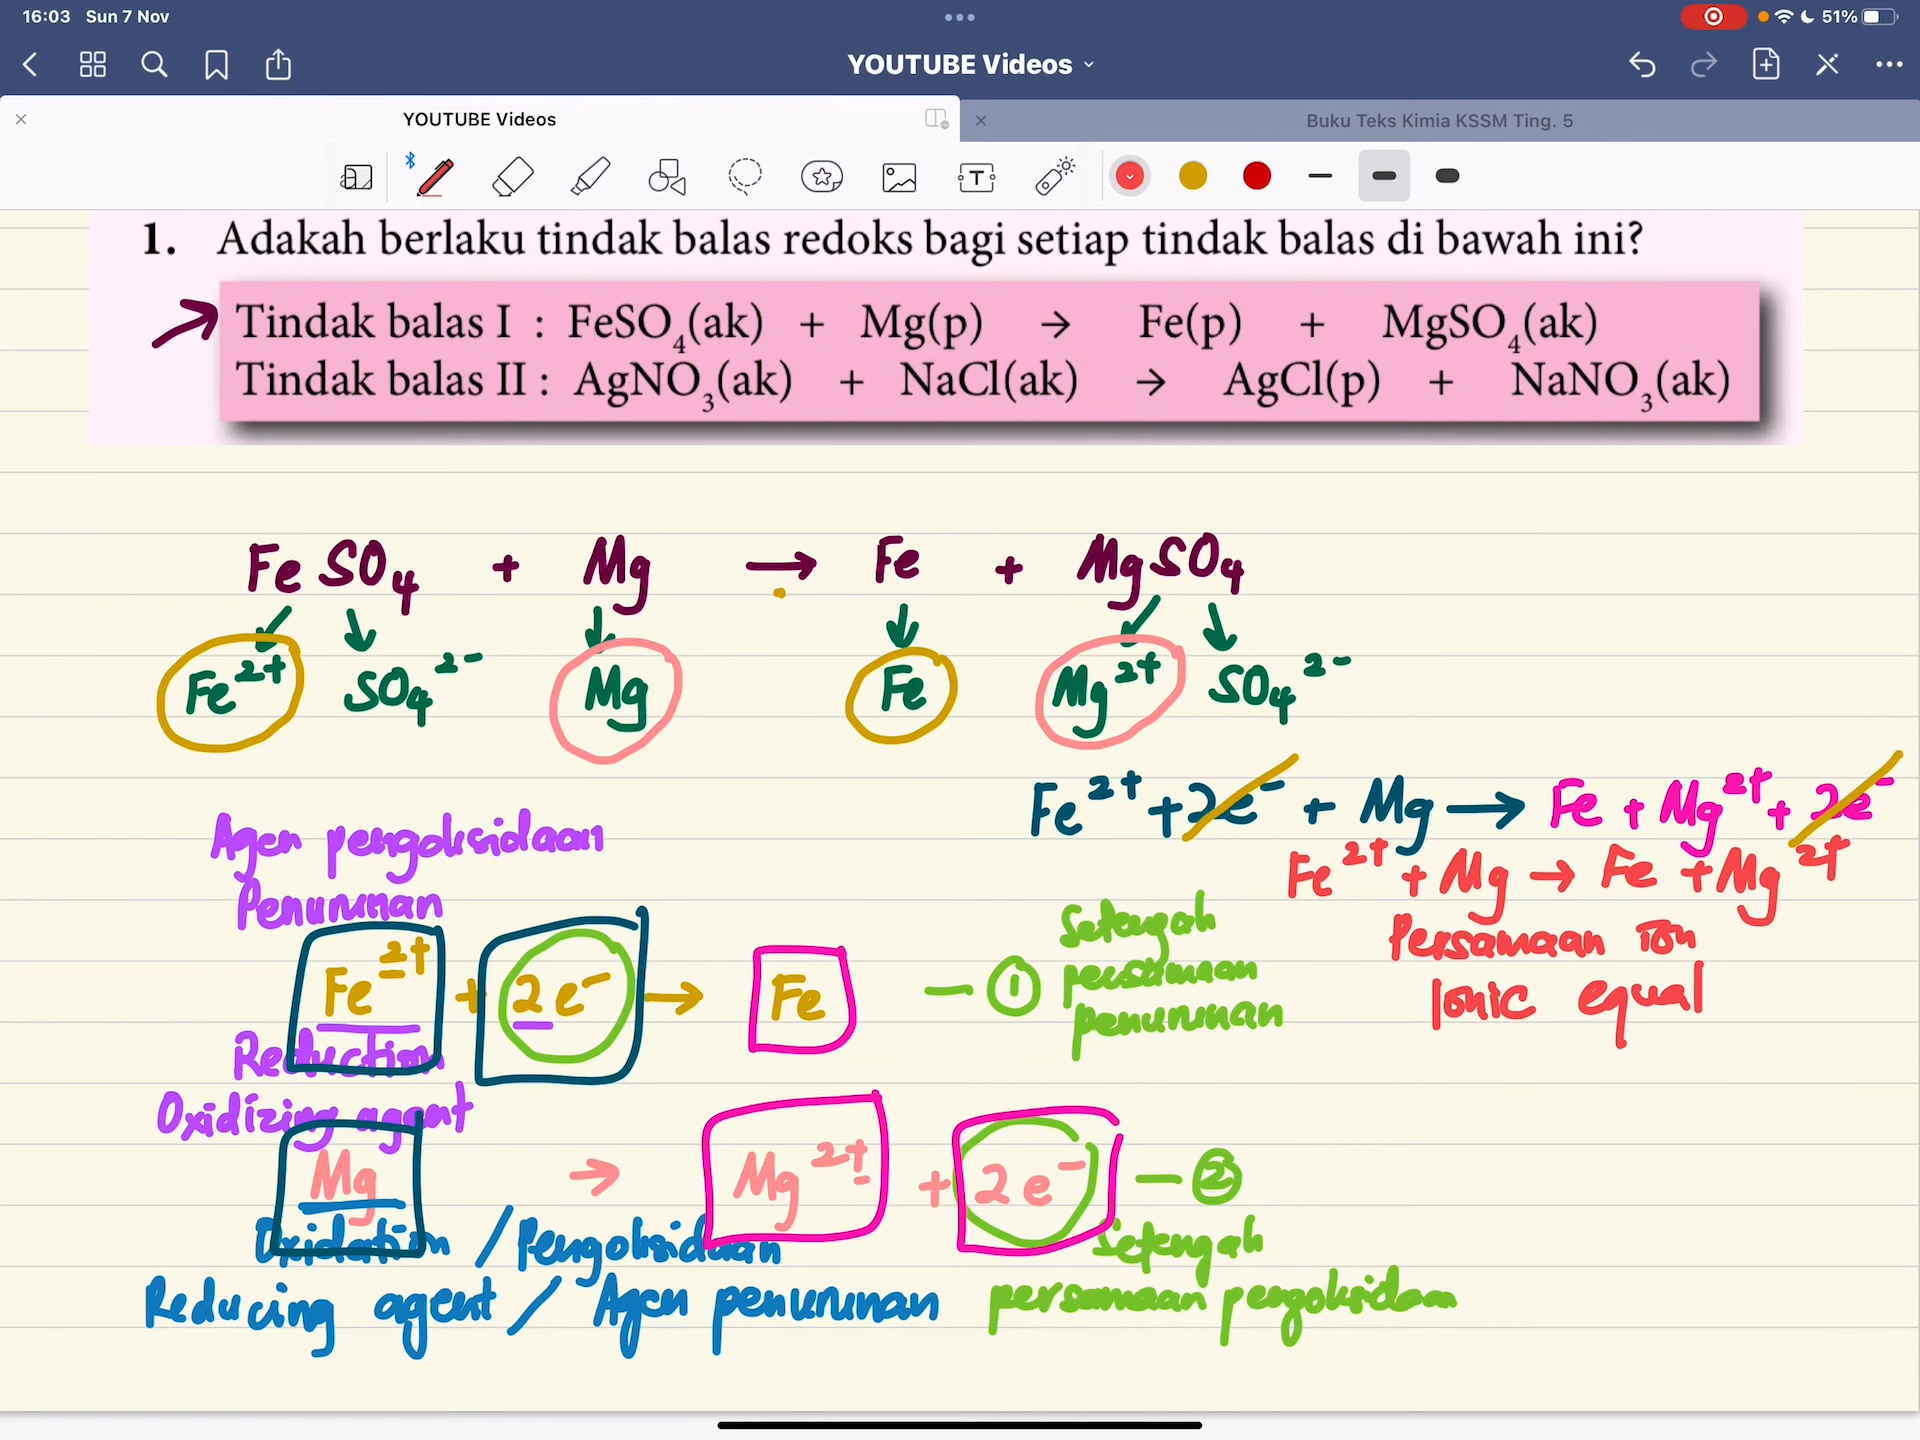 16:03 Sun 7 Nov
51%
YOUTUBE Videos
YOUTUBE Videos
Buku Teks Kimia KSSM Ting. 5
1. Adakah berlaku tindak balas redoks bagi setiap tindak balas di bawah ini?
Tindak balas I : FeSO₄(ak) + Mg(p) → Fe(p) + MgSO₄(ak)
Tindak balas II : AgNO₃(ak) + NaCl(ak) → AgCl(p) + NaNO₃(ak)
FeSO₄ + Mg → Fe + MgSO₄
Fe²⁺ SO₄²⁻ Mg Fe Mg²⁺ SO₄²⁻
Fe²⁺ + 2e⁻ + Mg → Fe + Mg²⁺ + 2e⁻
Fe²⁺ + Mg → Fe + Mg²⁺
Persamaan ion
Ionic equal
Agen pengoksidaan
Penurunan
Fe²⁺ + 2e⁻ → Fe — ①
Setengah
persamaan
penurunan
Reduction
Oxidizing agent
Mg → Mg²⁺ + 2e⁻ — ②
Oxidation / Pengoksidaan
Setengah
persamaan pengoksidaan
Reducing agent / Agen penurunan